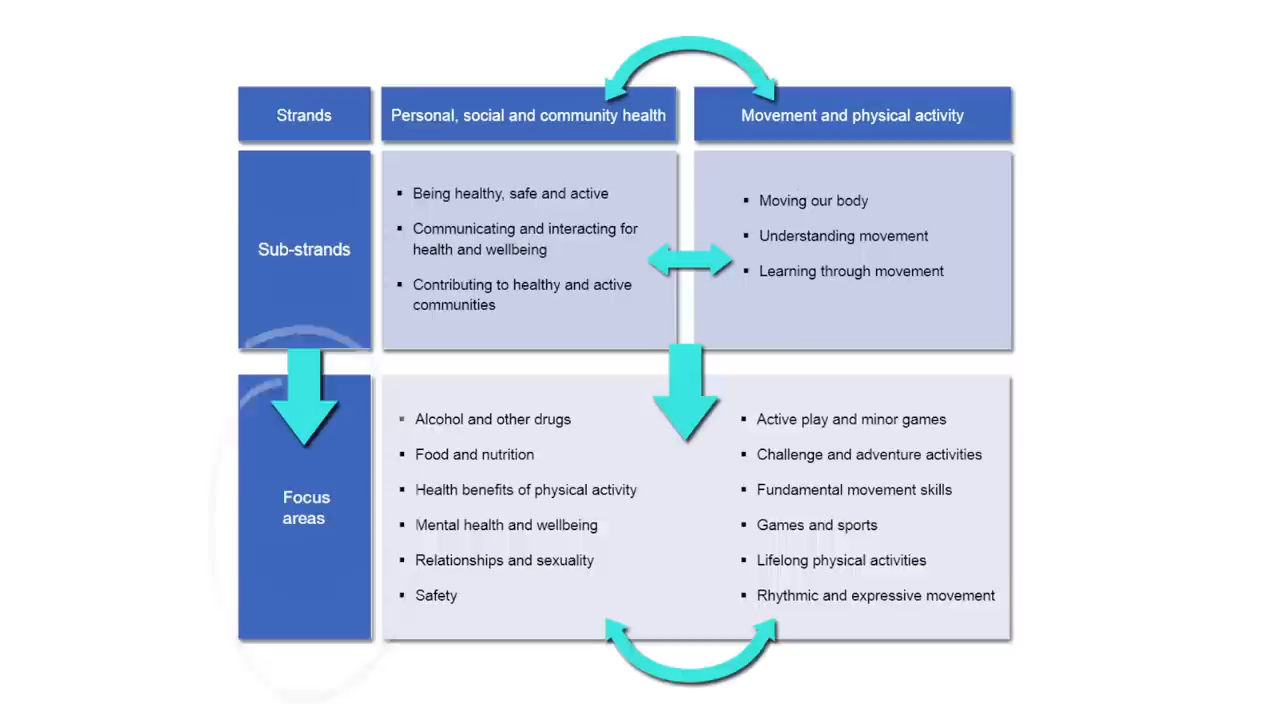 Strands
Personal, social and community health
Movement and physical activity
Sub-strands
▪ Being healthy, safe and active
▪ Communicating and interacting for
health and wellbeing
▪ Contributing to healthy and active
communities
▪ Moving our body
▪ Understanding movement
▪ Learning through movement
Focus
areas
▪ Alcohol and other drugs
▪ Food and nutrition
▪ Health benefits of physical activity
▪ Mental health and wellbeing
▪ Relationships and sexuality
▪ Safety
▪ Active play and minor games
▪ Challenge and adventure activities
▪ Fundamental movement skills
▪ Games and sports
▪ Lifelong physical activities
▪ Rhythmic and expressive movement